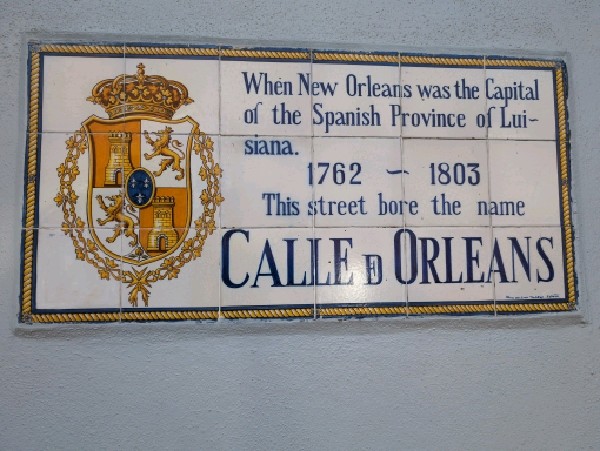 When New Orleans was the Capital
of the Spanish Province of Lui-
siana.
1762 ~ 1803
This street bore the name
CALLE D ORLEANS